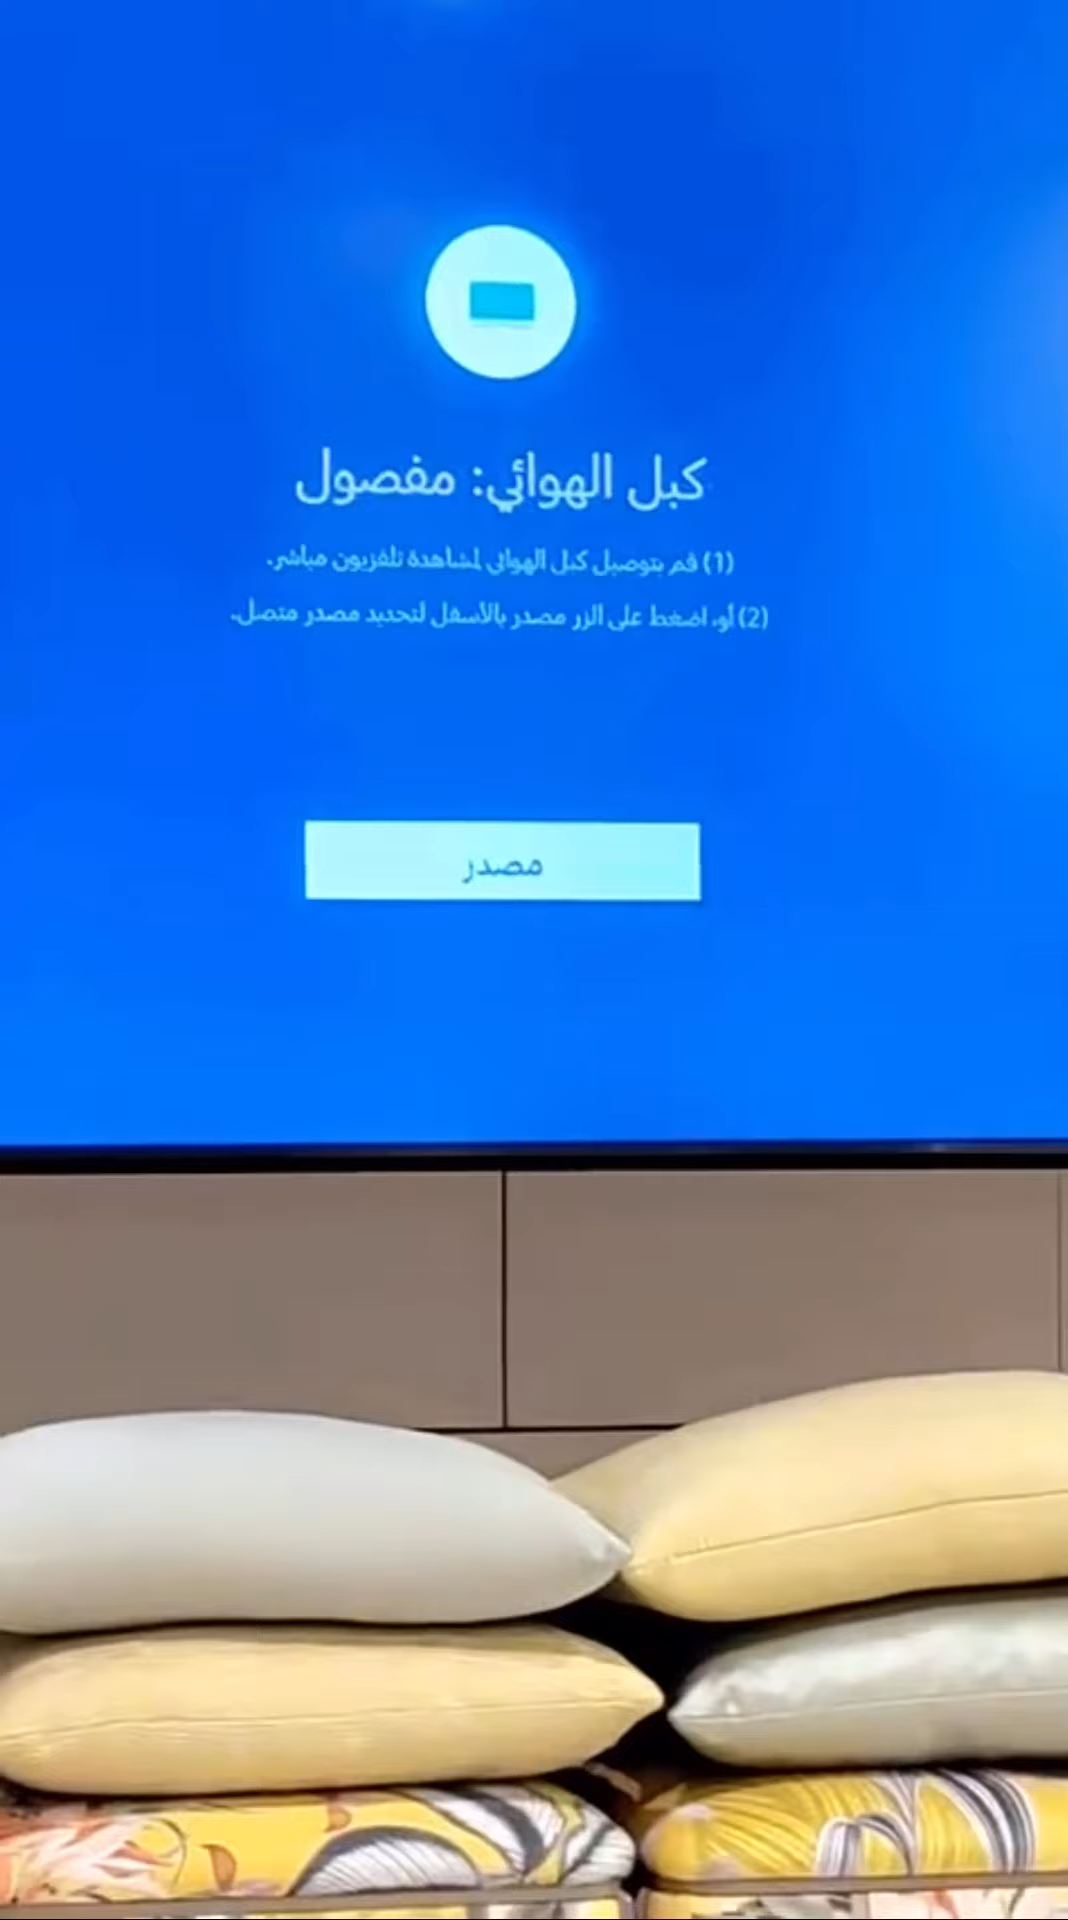 كبل الهوائي: مفصول
(1) قم بتوصيل كبل الهوائي لمشاهدة تلفزيون مباشر.
(2) أو، اضغط على الزر مصدر بالأسفل لتحديد مصدر متصل.
مصدر